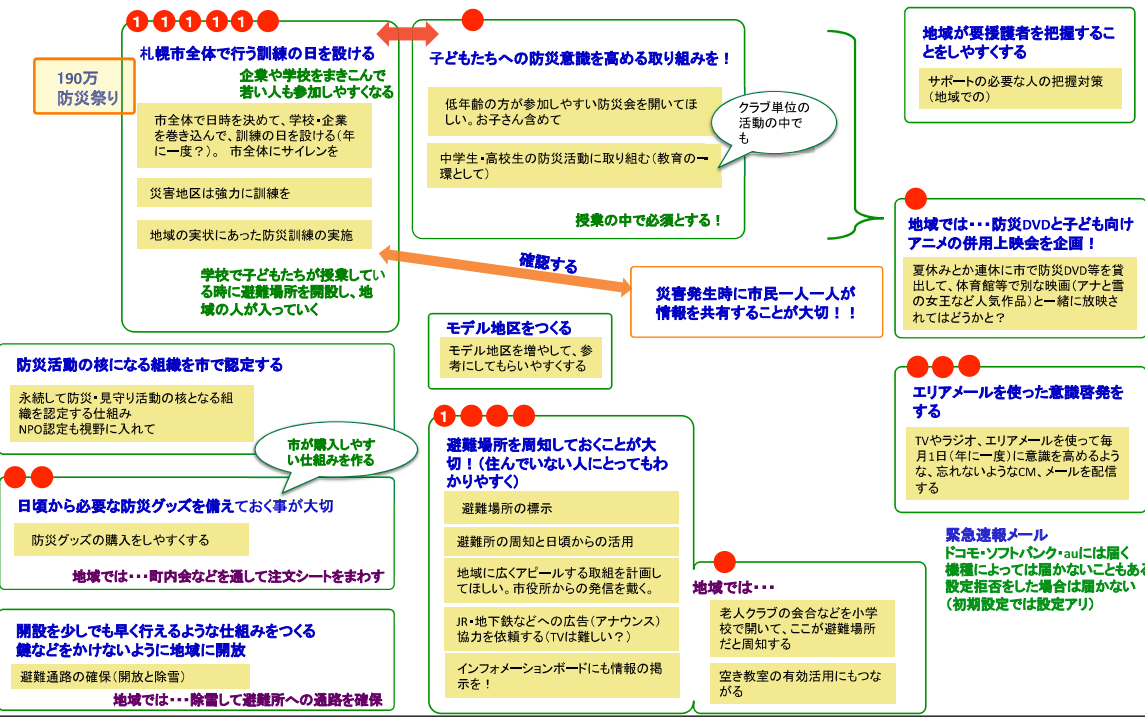 1 1 1 1 1
190万
防災祭り
札幌市全体で行う訓練の日を設ける
企業や学校をまきこんで
若い人も参加しやすくなる
市全体で日時を決めて、学校・企業
を巻き込んで、訓練の日を設ける(年
に一度?)。 市全体にサイレンを
災害地区は強力に訓練を
地域の実状にあった防災訓練の実施
学校で子どもたちが授業してい
る時に避難場所を開設し、地
域の人が入っていく
子どもたちへの防災意識を高める取り組みを!
低年齢の方が参加しやすい防災会を開いてほ
しい。お子さん含めて
クラブ単位の
活動の中で
も
中学生・高校生の防災活動に取り組む(教育の一
環として)
授業の中で必須とする!
地域が要援護者を把握するこ
とをしやすくする
サポートの必要な人の把握対策
(地域での)
地域では・・・防災DVDと子ども向け
アニメの併用上映会を企画!
夏休みとか連休に市で防災DVD等を貸
出して、体育館等で別な映画(アナと雪
の女王など人気作品)と一緒に放映さ
れてはどうかと?
確認する
災害発生時に市民一人一人が
情報を共有することが大切!!
モデル地区をつくる
モデル地区を増やして、参
考にしてもらいやすくする
防災活動の核になる組織を市で認定する
永続して防災・見守り活動の核となる組
織を認定する仕組み
NPO認定も視野に入れて
市が購入しやす
い仕組みを作る
日頃から必要な防災グッズを備えておく事が大切
防災グッズの購入をしやすくする
地域では・・・町内会などを通して注文シートをまわす
開設を少しでも早く行えるような仕組みをつくる
鍵などをかけないように地域に開放
避難通路の確保(開放と除雪)
地域では・・・除雪して避難所への通路を確保
1
避難場所を周知しておくことが大
切!(住んでいない人にとってもわ
かりやすく)
避難場所の標示
避難所の周知と日頃からの活用
地域に広くアピールする取組を計画し
てほしい。市役所からの発信を戴く。
JR・地下鉄などへの広告(アナウンス)
協力を依頼する(TVは難しい?)
インフォメーションボードにも情報の掲
示を!
地域では・・・
老人クラブの会合などを小学
校で開いて、ここが避難場所
だと周知する
空き教室の有効活用にもつな
がる
エリアメールを使った意識啓発を
する
TVやラジオ、エリアメールを使って毎
月1日(年に一度)に意識を高めるよう
な、忘れないようなCM、メールを配信
する
緊急速報メール
ドコモ・ソフトバンク・auには届く
機種によっては届かないこともある
設定拒否をした場合は届かない
(初期設定では設定アリ)